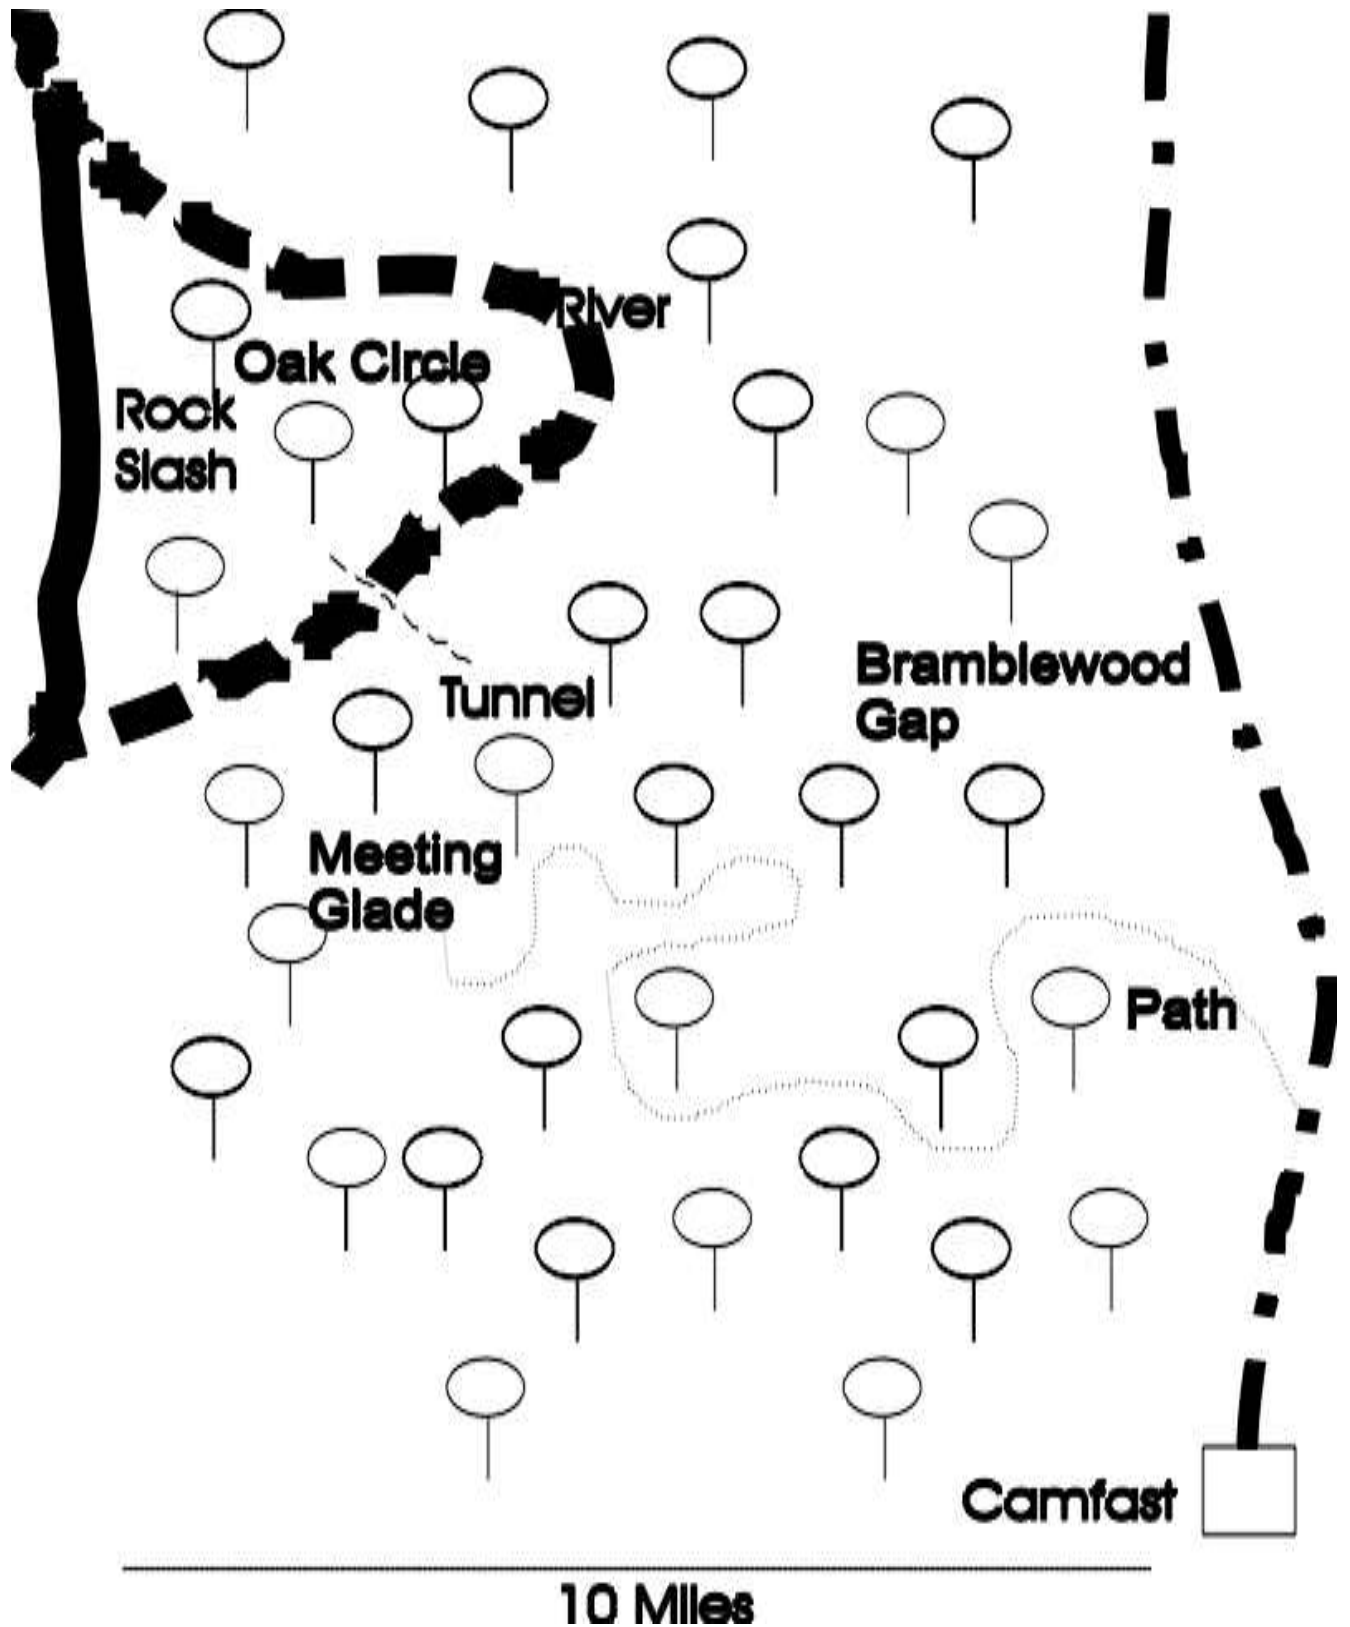 River
Oak Circle
Rock
Slash
Bramblewood
Gap
Tunnel
Meeting
Glade
Path
Camfast
10 Miles